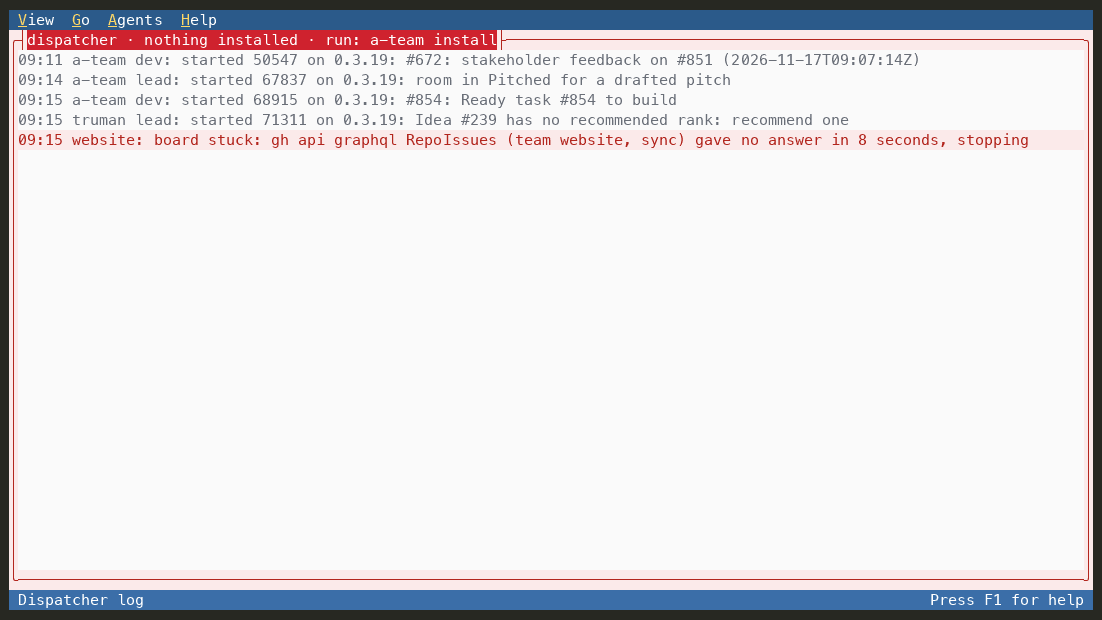 View  Go  Agents  Help
dispatcher · nothing installed · run: a-team install
09:11 a-team dev: started 50547 on 0.3.19: #672: stakeholder feedback on #851 (2026-11-17T09:07:14Z)
09:14 a-team lead: started 67837 on 0.3.19: room in Pitched for a drafted pitch
09:15 a-team dev: started 68915 on 0.3.19: #854: Ready task #854 to build
09:15 truman lead: started 71311 on 0.3.19: Idea #239 has no recommended rank: recommend one
09:15 website: board stuck: gh api graphql RepoIssues (team website, sync) gave no answer in 8 seconds, stopping
Dispatcher log  Press F1 for help